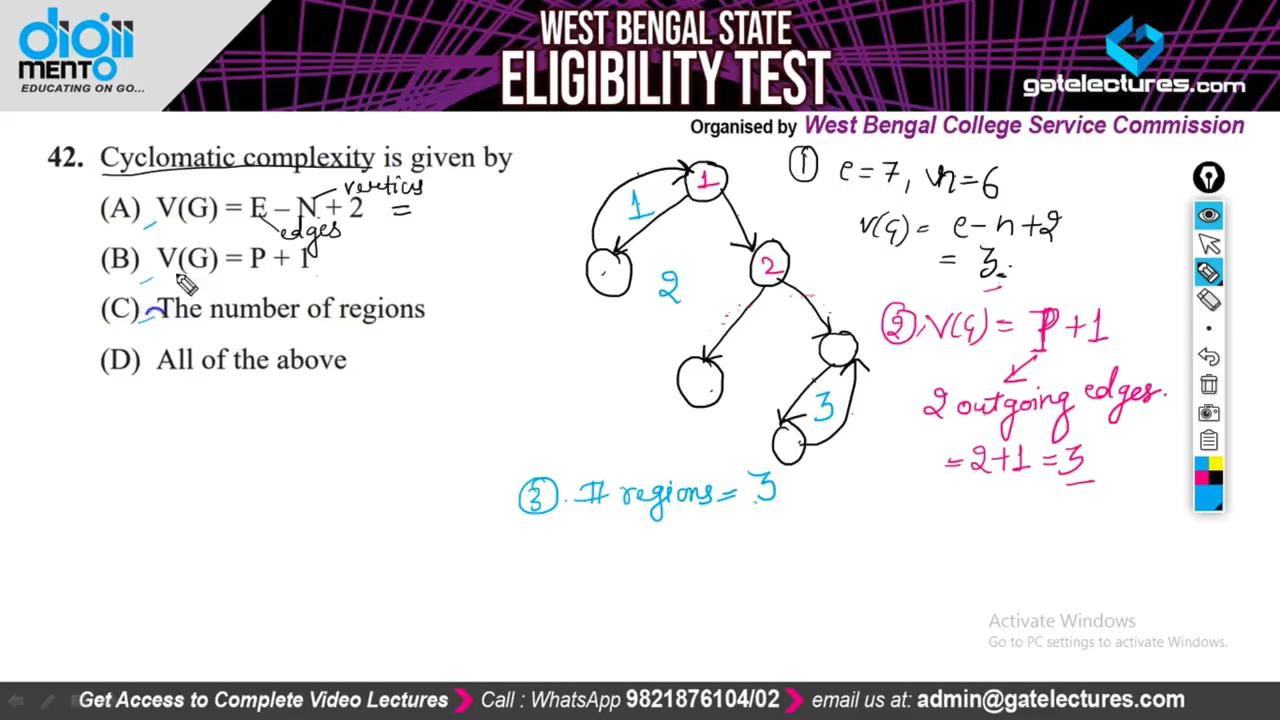 digii
MENTO
EDUCATING ON GO...
WEST BENGAL STATE
ELIGIBILITY TEST
gatelectures.com
Organised by West Bengal College Service Commission
42. Cyclomatic complexity is given by
vertices
(A) V(G) = E – N + 2
edges
(B) V(G) = P + 1
(C) The number of regions
(D) All of the above
1
1
2
2
3
① e = 7, n = 6
V(G) = e - n + 2
= 3
② V(G) = P + 1
2 outgoing edges.
= 2 + 1 = 3
③. # regions = 3
Activate Windows
Go to PC settings to activate Windows.
Get Access to Complete Video Lectures Call : WhatsApp 9821876104/02 email us at: admin@gatelectures.com